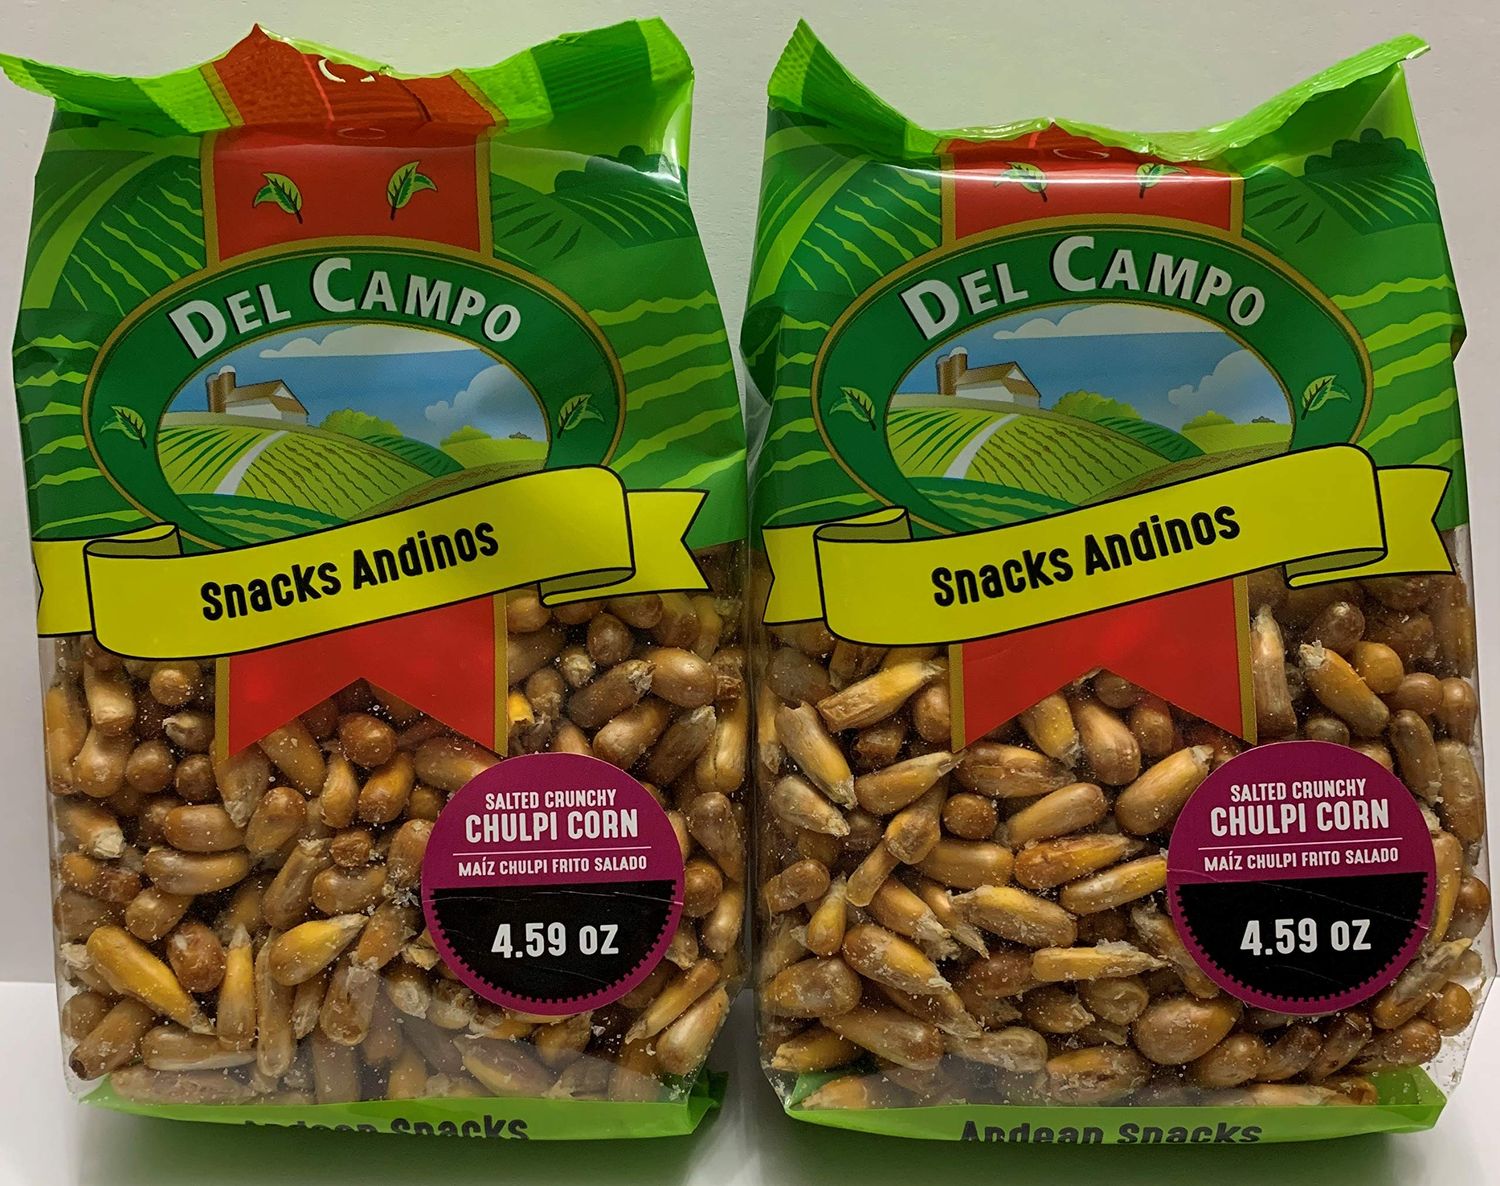 DEL CAMPO
Snacks Andinos
SALTED CRUNCHY
CHULPI CORN
MAÍZ CHULPI FRITO SALADO
4.59 OZ
Andean Snacks
DEL CAMPO
Snacks Andinos
SALTED CRUNCHY
CHULPI CORN
MAÍZ CHULPI FRITO SALADO
4.59 OZ
Andean Snacks